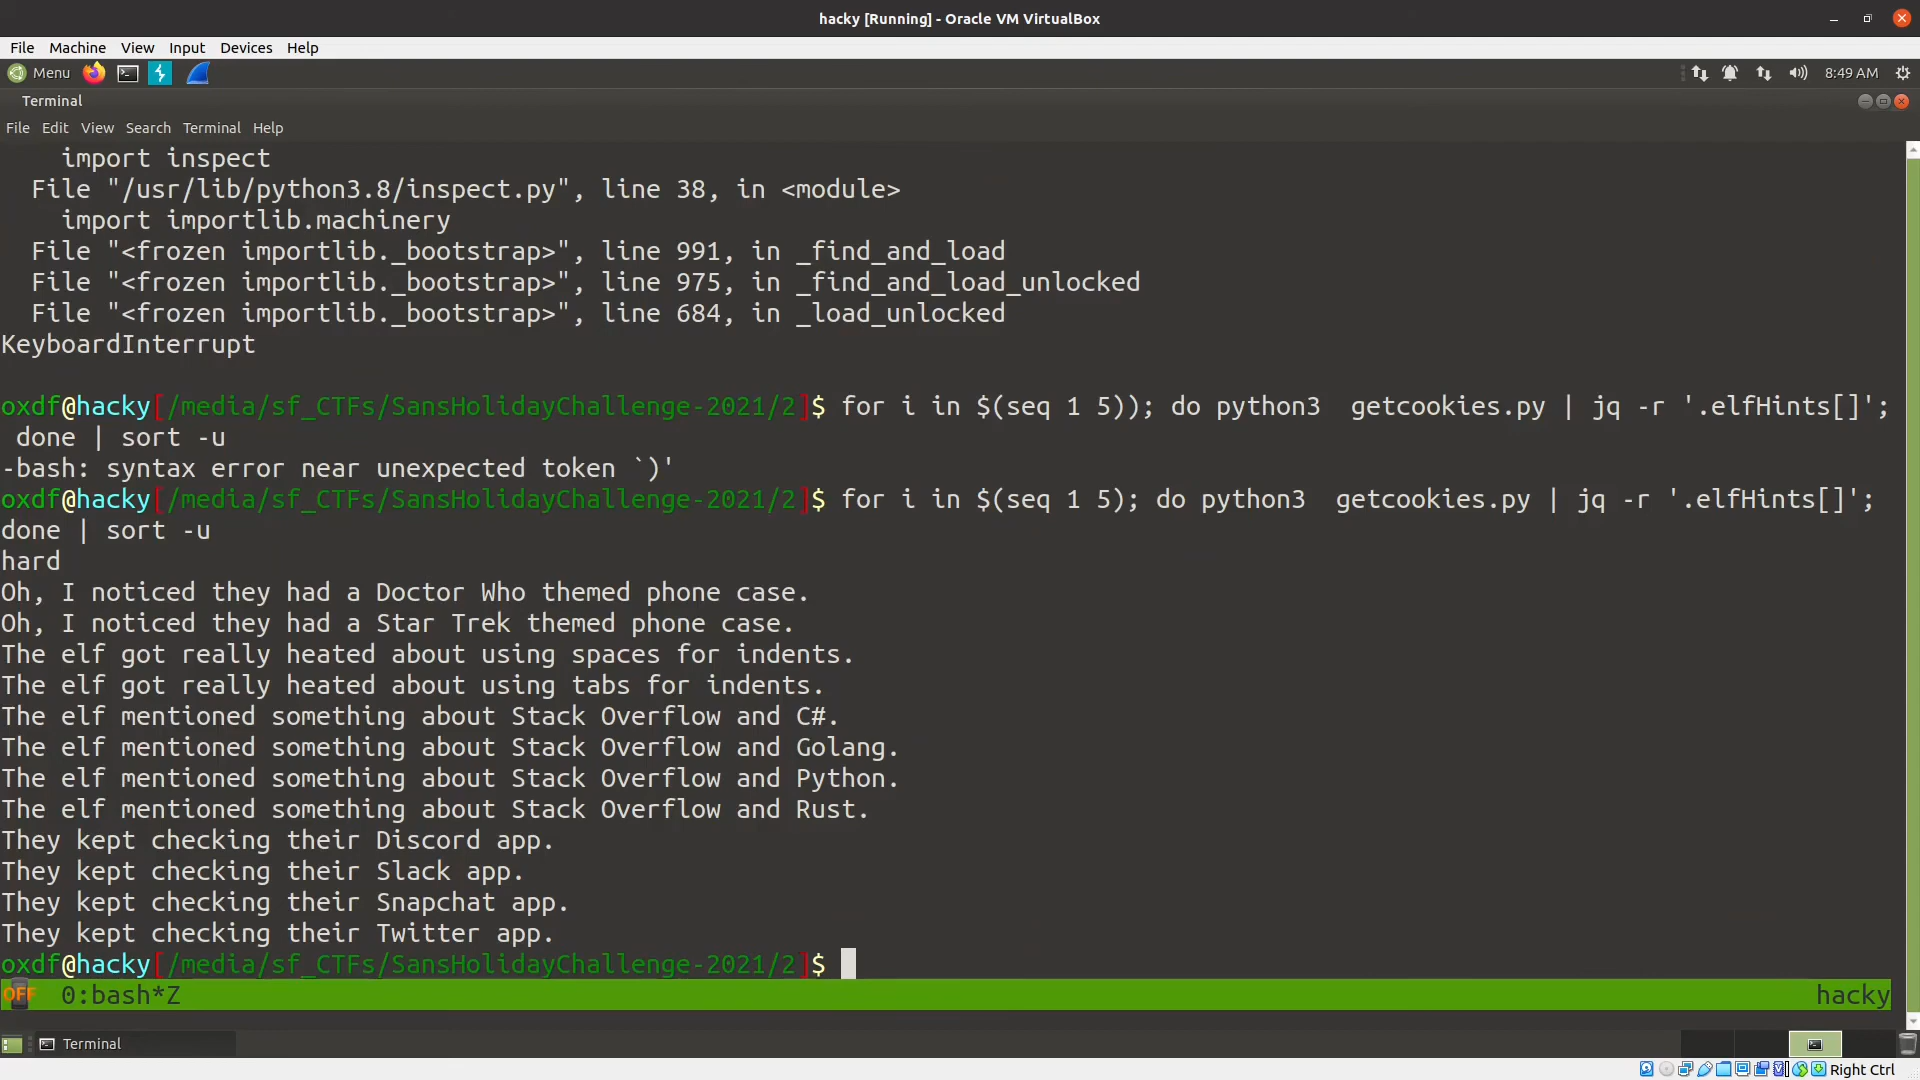 hacky [Running] - Oracle VM VirtualBox
File Machine View Input Devices Help
Menu 8:49 AM
Terminal
File Edit View Search Terminal Help
    import inspect
  File "/usr/lib/python3.8/inspect.py", line 38, in <module>
    import importlib.machinery
  File "<frozen importlib._bootstrap>", line 991, in _find_and_load
  File "<frozen importlib._bootstrap>", line 975, in _find_and_load_unlocked
  File "<frozen importlib._bootstrap>", line 684, in _load_unlocked
KeyboardInterrupt
oxdf@hacky[/media/sf_CTFs/SansHolidayChallenge-2021/2]$ for i in $(seq 1 5)); do python3  getcookies.py | jq -r '.elfHints[]';
 done | sort -u
-bash: syntax error near unexpected token `)'
oxdf@hacky[/media/sf_CTFs/SansHolidayChallenge-2021/2]$ for i in $(seq 1 5); do python3  getcookies.py | jq -r '.elfHints[]';
done | sort -u
hard
Oh, I noticed they had a Doctor Who themed phone case.
Oh, I noticed they had a Star Trek themed phone case.
The elf got really heated about using spaces for indents.
The elf got really heated about using tabs for indents.
The elf mentioned something about Stack Overflow and C#.
The elf mentioned something about Stack Overflow and Golang.
The elf mentioned something about Stack Overflow and Python.
The elf mentioned something about Stack Overflow and Rust.
They kept checking their Discord app.
They kept checking their Slack app.
They kept checking their Snapchat app.
They kept checking their Twitter app.
oxdf@hacky[/media/sf_CTFs/SansHolidayChallenge-2021/2]$
OFF 0:bash*Z hacky
Terminal
Right Ctrl